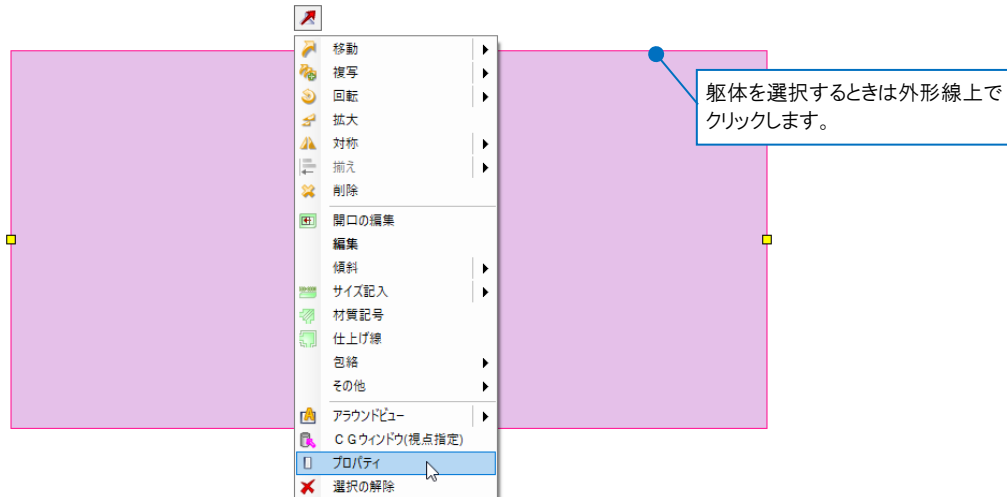 移動
複写
回転
拡大
対称
揃え
削除
開口の編集
編集
傾斜
サイズ記入
材質記号
仕上げ線
包絡
その他
アラウンドビュー
ＣＧウィンドウ(視点指定)
プロパティ
選択の解除
躯体を選択するときは外形線上で
クリックします。